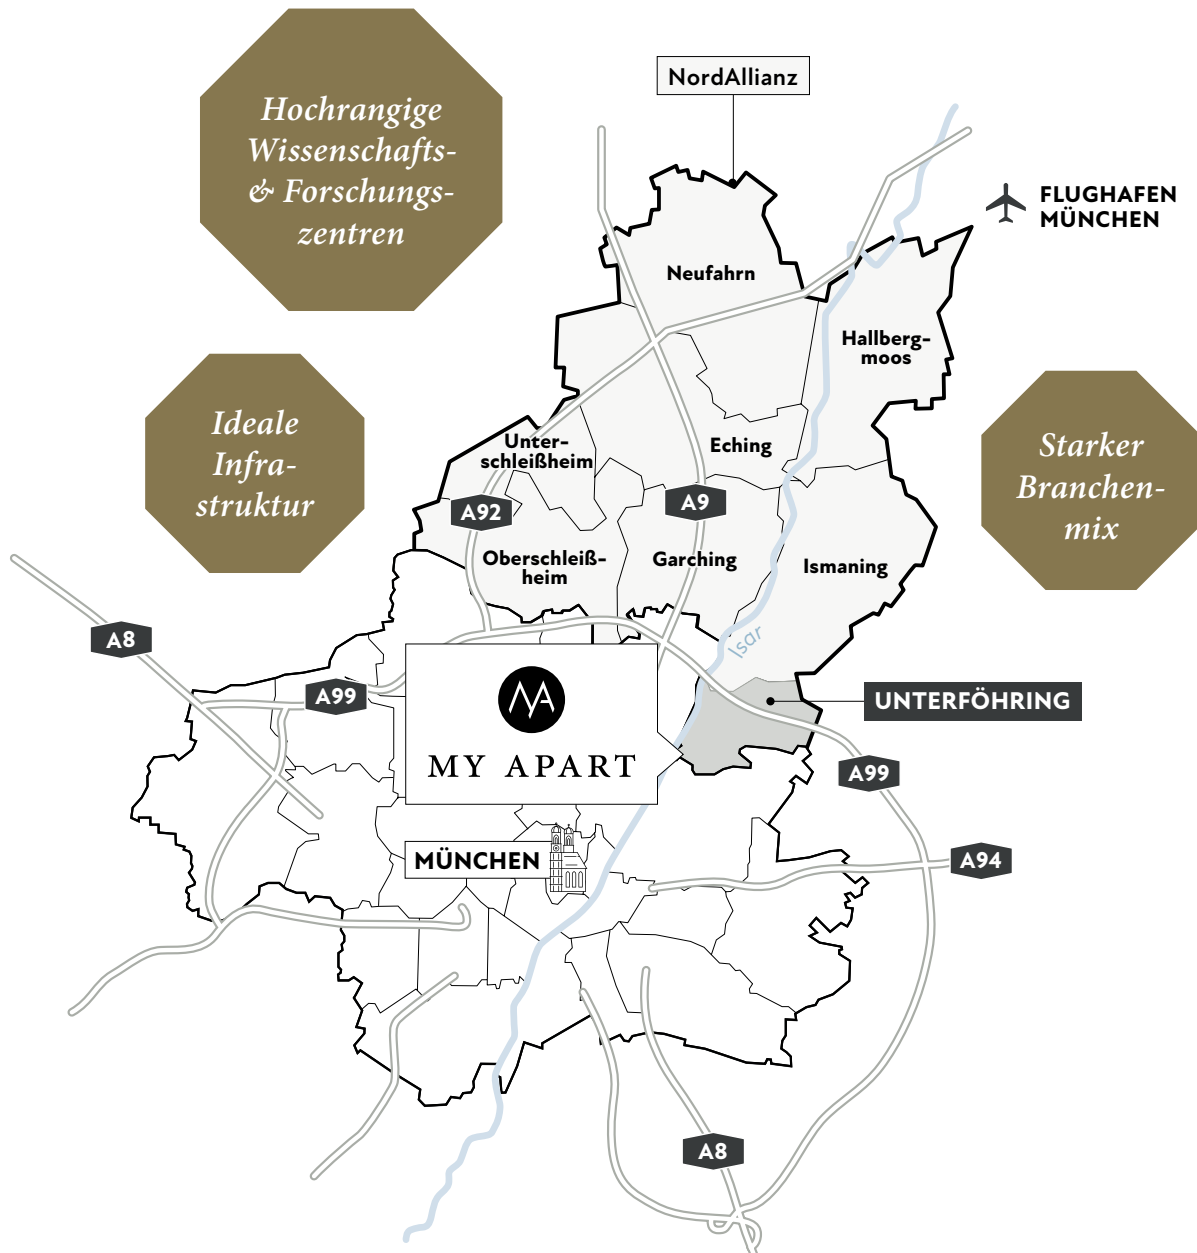 Hochrangige
Wissenschafts-
& Forschungs-
zentren
NordAllianz
FLUGHAFEN
MÜNCHEN
Neufahrn
Hallberg-
moos
Ideale
Infra-
struktur
Starker
Branchen-
mix
Unter-
schleißheim
Eching
A92
A9
Oberschleiß-
heim
Garching
Ismaning
A8
Isar
A99
UNTERFÖHRING
MA
MY APART
A99
MÜNCHEN
A94
A8